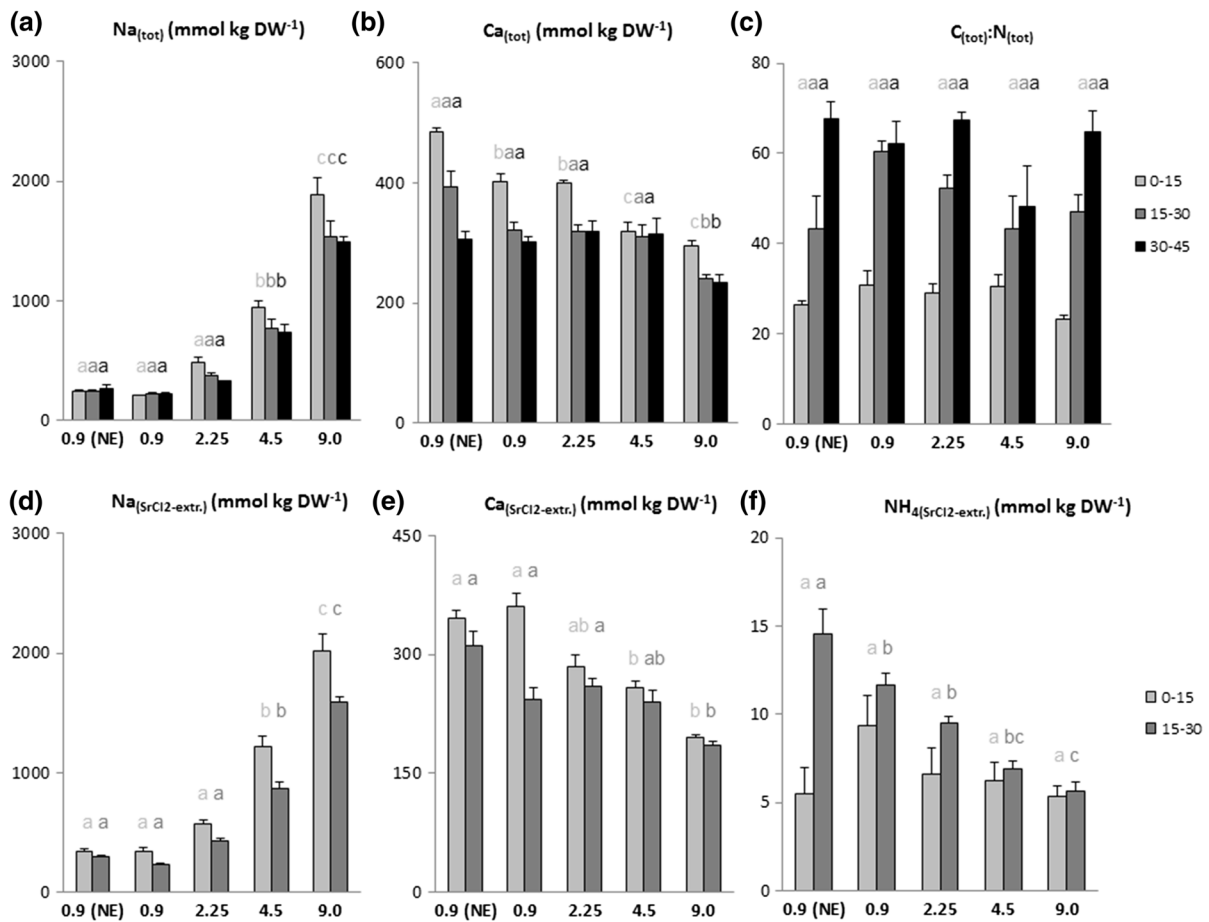 (a) Na(tot) (mmol kg DW-1)
3000
2000
1000
0
aaa aaa aaa bbb ccc
0.9 (NE) 0.9 2.25 4.5 9.0
(b) Ca(tot) (mmol kg DW-1)
600
400
200
0
aaa baa baa caa cbb
0.9 (NE) 0.9 2.25 4.5 9.0
(c) C(tot):N(tot)
80
60
40
20
0
aaa aaa aaa aaa aaa
0.9 (NE) 0.9 2.25 4.5 9.0
0-15
15-30
30-45
(d) Na(SrCl2-extr.) (mmol kg DW-1)
3000
2000
1000
0
a a a a a a b b c c
0.9 (NE) 0.9 2.25 4.5 9.0
(e) Ca(SrCl2-extr.) (mmol kg DW-1)
450
300
150
0
a a a a ab a b ab b b
0.9 (NE) 0.9 2.25 4.5 9.0
(f) NH4(SrCl2-extr.) (mmol kg DW-1)
20
15
10
5
0
a a a b a b a bc a c
0.9 (NE) 0.9 2.25 4.5 9.0
0-15
15-30